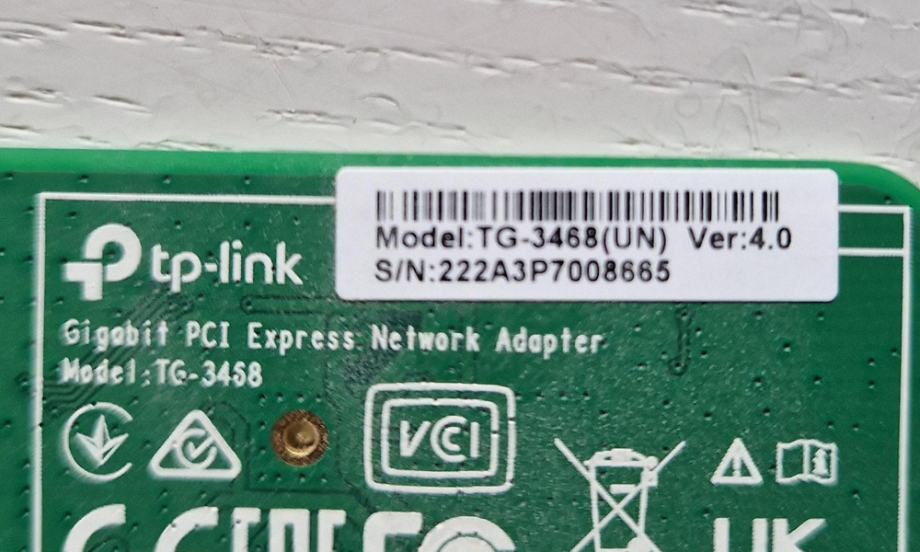 Model:TG-3468(UN) Ver:4.0
S/N:222A3P7008665
tp-link
Gigabit PCI Express Network Adapter
Model:TG-3468
VCCI
UK